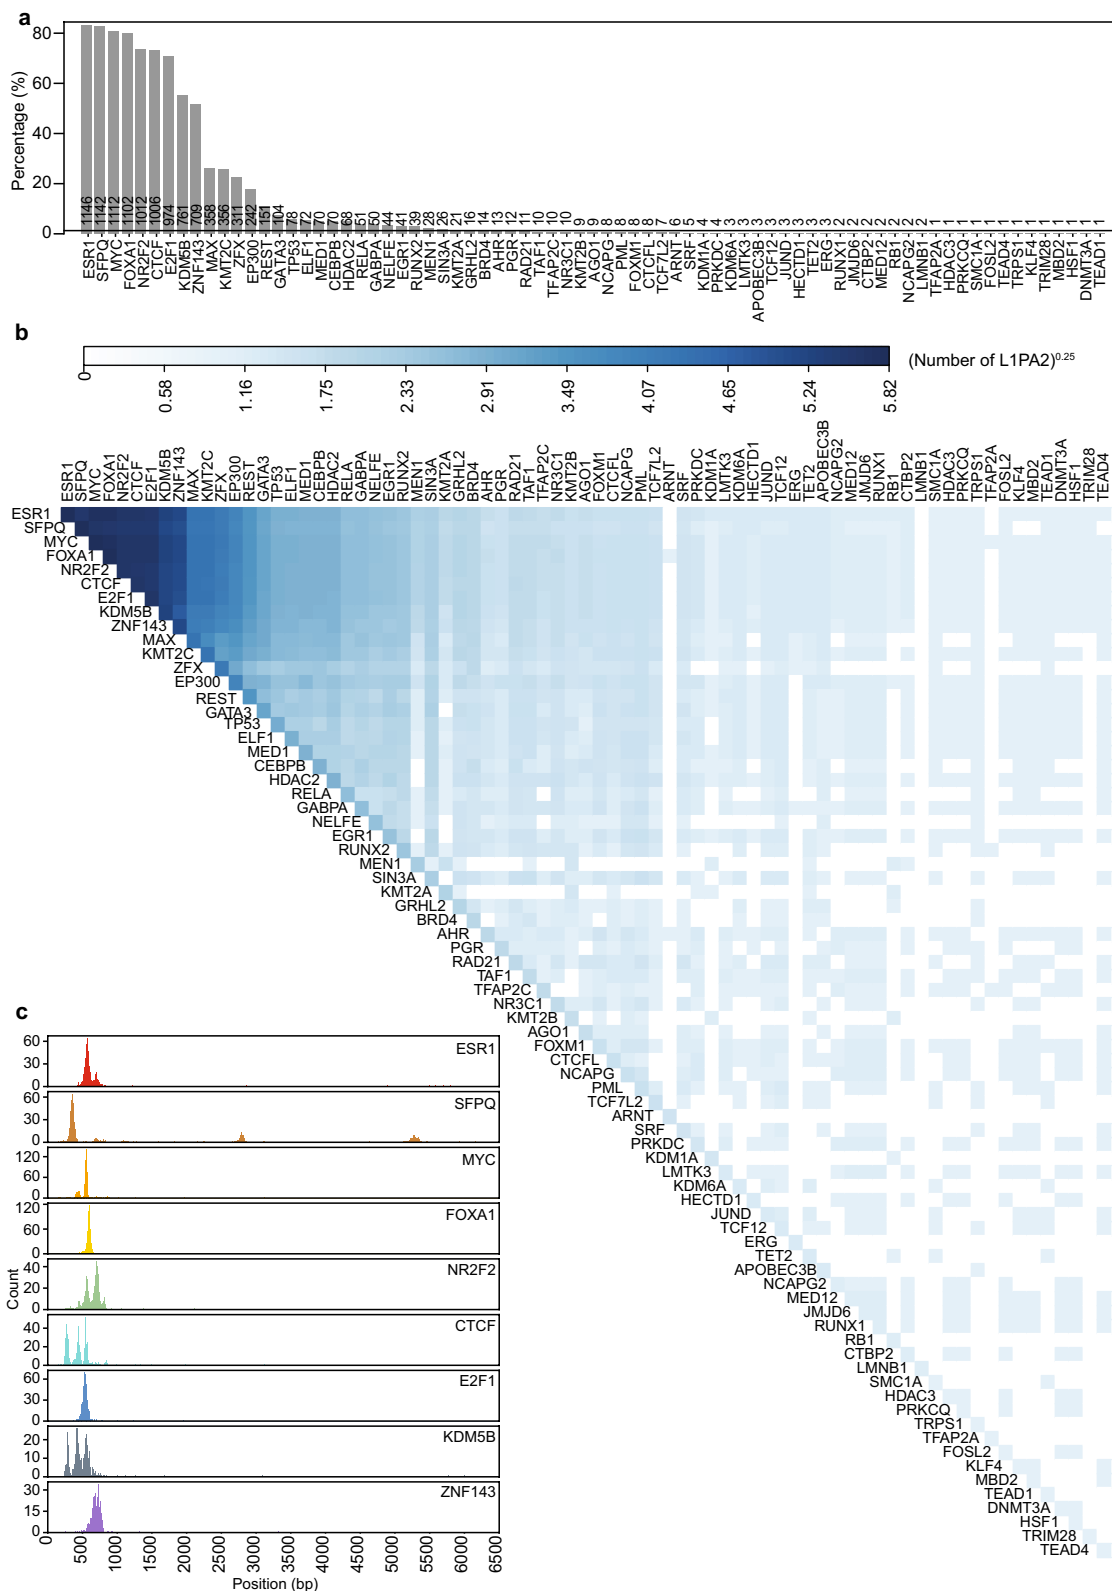 a
Percentage (%)
80
60
40
20
0
1146 1142 1112 1102 1012 1006 974 761 709 358 356 311 242 151 104 78 72 70 70 68 51 50 44 41 39 28 26 21 16 14 13 12 11 10 10 10 9 9 8 8 8 8 7 6 5 4 4 3 3 3 3 3 3 3 2 2 2 2 2 2 2 1 1 1 1 1 1 1 1 1 1 1 1 1
ESR1 SFPQ MYC FOXA1 NR2F2 CTCF E2F1 KDM5B ZNF143 MAX KMT2C ZFX EP300 REST GATA3 TP53 ELF1 MED1 CEBPB HDAC2 RELA GABPA NELFE EGR1 RUNX2 MEN1 SIN3A KMT2A GRHL2 BRD4 AHR PGR RAD21 TAF1 TFAP2C NR3C1 KMT2B AGO1 NCAPG PML FOXM1 CTCFL TCF7L2 ARNT SRF KDM1A PRKDC KDM6A LMTK3 APOBEC3B TCF12 JUND HECTD1 TET2 ERG RUNX1 JMJD6 CTBP2 MED12 RB1 NCAPG2 LMNB1 TFAP2A HDAC3 PRKCQ SMC1A FOSL2 TEAD4 TRPS1 KLF4 TRIM28 MBD2 HSF1 DNMT3A TEAD1
b
(Number of L1PA2)0.25
0 0.58 1.16 1.75 2.33 2.91 3.49 4.07 4.65 5.24 5.82
ESR1 SFPQ MYC FOXA1 NR2F2 CTCF E2F1 KDM5B ZNF143 MAX KMT2C ZFX EP300 REST GATA3 TP53 ELF1 MED1 CEBPB HDAC2 RELA GABPA NELFE EGR1 RUNX2 MEN1 SIN3A KMT2A GRHL2 BRD4 AHR PGR RAD21 TAF1 TFAP2C NR3C1 KMT2B AGO1 FOXM1 CTCFL NCAPG PML TCF7L2 ARNT SRF PRKDC KDM1A LMTK3 KDM6A HECTD1 JUND TCF12 ERG TET2 APOBEC3B NCAPG2 MED12 JMJD6 RUNX1 RB1 CTBP2 LMNB1 SMC1A HDAC3 PRKCQ TRPS1 TFAP2A FOSL2 KLF4 MBD2 TEAD1 DNMT3A HSF1 TRIM28 TEAD4
ESR1
SFPQ
MYC
FOXA1
NR2F2
CTCF
E2F1
KDM5B
ZNF143
MAX
KMT2C
ZFX
EP300
REST
GATA3
TP53
ELF1
MED1
CEBPB
HDAC2
RELA
GABPA
NELFE
EGR1
RUNX2
MEN1
SIN3A
KMT2A
GRHL2
BRD4
AHR
PGR
RAD21
TAF1
TFAP2C
NR3C1
KMT2B
AGO1
FOXM1
CTCFL
NCAPG
PML
TCF7L2
ARNT
SRF
PRKDC
KDM1A
LMTK3
KDM6A
HECTD1
JUND
TCF12
ERG
TET2
APOBEC3B
NCAPG2
MED12
JMJD6
RUNX1
RB1
CTBP2
LMNB1
SMC1A
HDAC3
PRKCQ
TRPS1
TFAP2A
FOSL2
KLF4
MBD2
TEAD1
DNMT3A
HSF1
TRIM28
TEAD4
c
Count
60
30
0
ESR1
60
30
0
SFPQ
120
60
0
MYC
120
60
0
FOXA1
40
20
0
NR2F2
40
20
0
CTCF
60
30
0
E2F1
20
10
0
KDM5B
30
15
0
ZNF143
0 500 1000 1500 2000 2500 3000 3500 4000 4500 5000 5500 6000 6500
Position (bp)